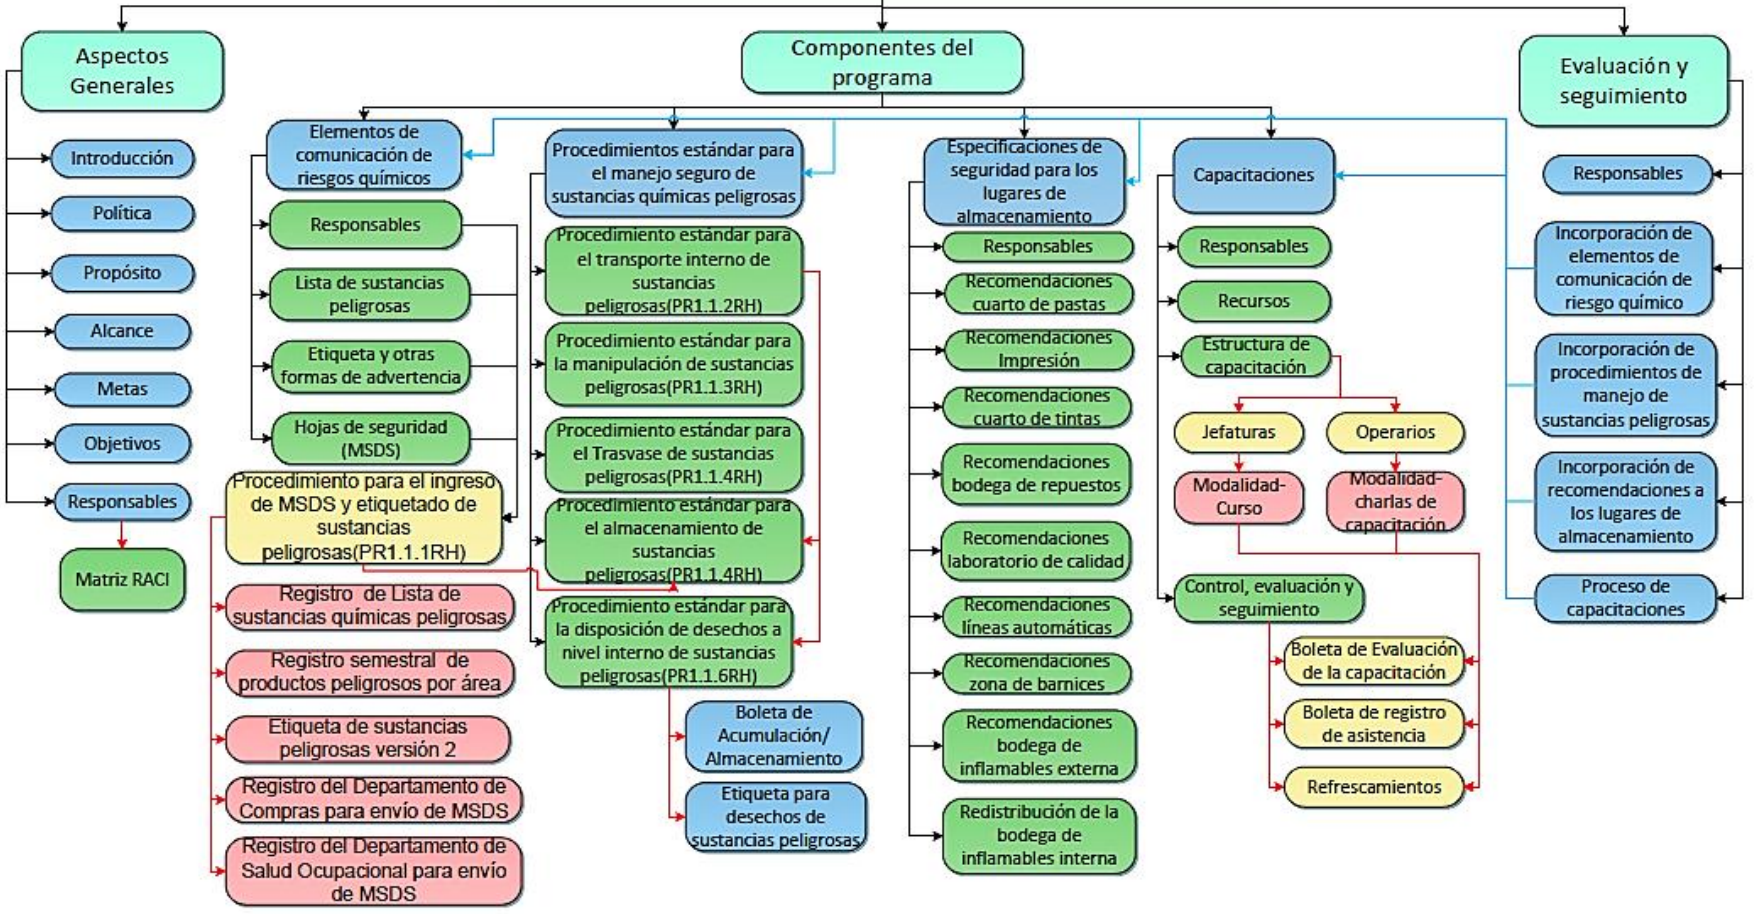 Aspectos
Generales
Introducción
Política
Propósito
Alcance
Metas
Objetivos
Responsables
Matriz RACI
Componentes del
programa
Elementos de
comunicación de
riesgos químicos
Responsables
Lista de sustancias
peligrosas
Etiqueta y otras
formas de advertencia
Hojas de seguridad
(MSDS)
Procedimiento para el ingreso
de MSDS y etiquetado de
sustancias
peligrosas(PR1.1.1RH)
Registro de Lista de
sustancias químicas peligrosas
Registro semestral de
productos peligrosos por área
Etiqueta de sustancias
peligrosas versión 2
Registro del Departamento de
Compras para envío de MSDS
Registro del Departamento de
Salud Ocupacional para envío
de MSDS
Procedimientos estándar para
el manejo seguro de
sustancias químicas peligrosas
Procedimiento estándar para
el transporte interno de
sustancias
peligrosas(PR1.1.2RH)
Procedimiento estándar para
la manipulación de sustancias
peligrosas(PR1.1.3RH)
Procedimiento estándar para
el Trasvase de sustancias
peligrosas(PR1.1.4RH)
Procedimiento estándar para
el almacenamiento de
sustancias
peligrosas(PR1.1.4RH)
Procedimiento estándar para
la disposición de desechos a
nivel interno de sustancias
peligrosas(PR1.1.6RH)
Boleta de
Acumulación/
Almacenamiento
Etiqueta para
desechos de
sustancias peligrosas
Especificaciones de
seguridad para los
lugares de
almacenamiento
Responsables
Recomendaciones
cuarto de pastas
Recomendaciones
Impresión
Recomendaciones
cuarto de tintas
Recomendaciones
bodega de repuestos
Recomendaciones
laboratorio de calidad
Recomendaciones
líneas automáticas
Recomendaciones
zona de barnices
Recomendaciones
bodega de
inflamables externa
Redistribución de la
bodega de
inflamables interna
Capacitaciones
Responsables
Recursos
Estructura de
capacitación
Jefaturas
Operarios
Modalidad-
Curso
Modalidad-
charlas de
capacitación
Control, evaluación y
seguimiento
Boleta de Evaluación
de la capacitación
Boleta de registro
de asistencia
Refrescamientos
Evaluación y
seguimiento
Responsables
Incorporación de
elementos de
comunicación de
riesgo químico
Incorporación de
procedimientos de
manejo de
sustancias peligrosas
Incorporación de
recomendaciones a
los lugares de
almacenamiento
Proceso de
capacitaciones